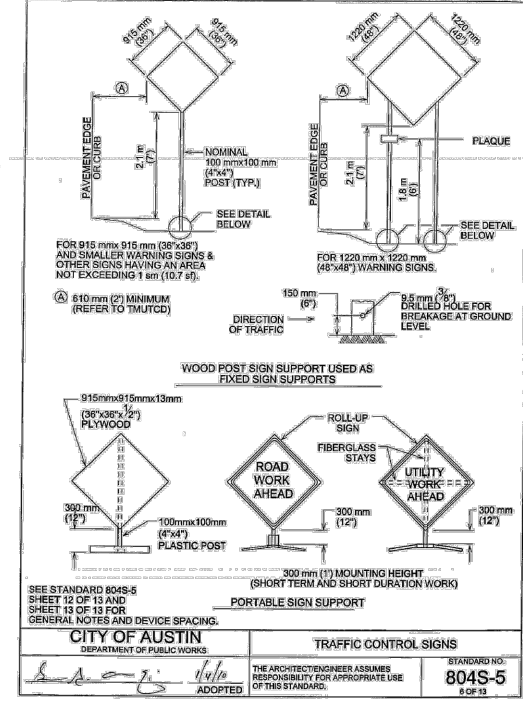 915 mm
(36")
915 mm
(36")
1220 mm
(48")
1220 mm
(48")
A
A
PAVEMENT EDGE
OR CURB
2.1 m
(7')
NOMINAL
100 mmx100 mm
(4"x4")
POST (TYP.)
SEE DETAIL
BELOW
PAVEMENT EDGE
OR CURB
2.1 m
(7')
1.8 m
(6')
PLAQUE
SEE DETAIL
BELOW
FOR 915 mmx 915 mm (36"x36")
AND SMALLER WARNING SIGNS &
OTHER SIGNS HAVING AN AREA
NOT EXCEEDING 1 sm (10.7 sf).
FOR 1220 mm x 1220 mm
(48"x48") WARNING SIGNS.
A 610 mm (2') MINIMUM
(REFER TO TMUTCD)
150 mm
(6")
DIRECTION
OF TRAFFIC
9.5 mm (3/8")
DRILLED HOLE FOR
BREAKAGE AT GROUND
LEVEL
WOOD POST SIGN SUPPORT USED AS
FIXED SIGN SUPPORTS
915mmx915mmx13mm
(36"x36"x1/2")
PLYWOOD
ROLL-UP
SIGN
FIBERGLASS
STAYS
ROAD
WORK
AHEAD
UTILITY
WORK
AHEAD
300 mm
(12")
100mmx100mm
(4"x4")
PLASTIC POST
300 mm
(12")
300 mm
(12")
300 mm (1') MOUNTING HEIGHT
(SHORT TERM AND SHORT DURATION WORK)
SEE STANDARD 804S-5
SHEET 12 OF 13 AND
SHEET 13 OF 13 FOR
GENERAL NOTES AND DEVICE SPACING.
PORTABLE SIGN SUPPORT
CITY OF AUSTIN
DEPARTMENT OF PUBLIC WORKS
TRAFFIC CONTROL SIGNS
1/4/10
ADOPTED
THE ARCHITECT/ENGINEER ASSUMES
RESPONSIBILITY FOR APPROPRIATE USE
OF THIS STANDARD.
STANDARD NO.
804S-5
6 OF 13